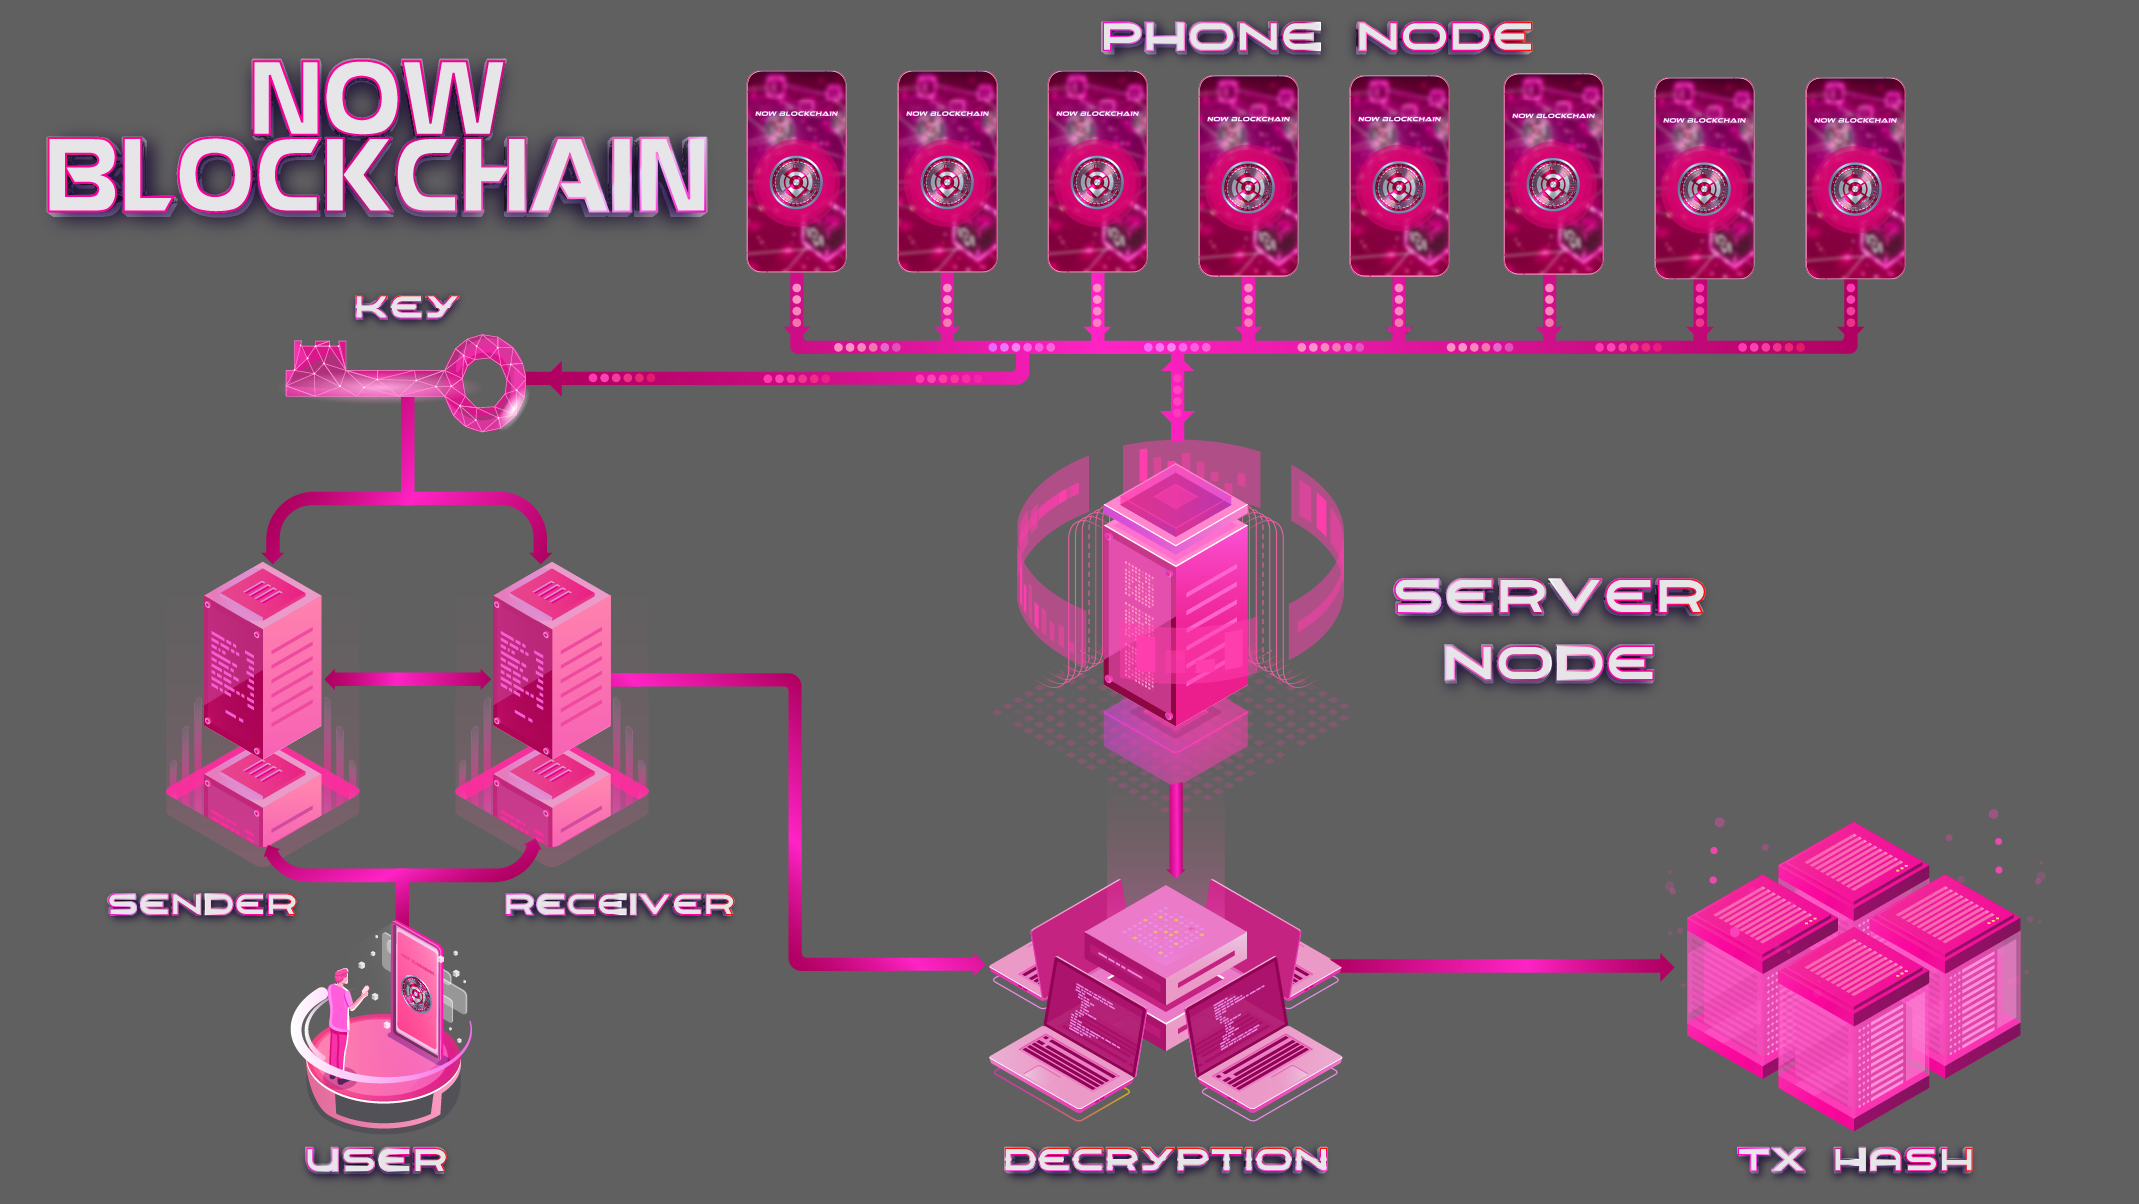 NOW
BLOCKCHAIN
PHONE NODE
NOW BLOCKCHAIN
NOW BLOCKCHAIN
NOW BLOCKCHAIN
NOW BLOCKCHAIN
NOW BLOCKCHAIN
NOW BLOCKCHAIN
NOW BLOCKCHAIN
NOW BLOCKCHAIN
KEY
SERVER
NODE
SENDER
RECEIVER
USER
DECRYPTION
TX HASH